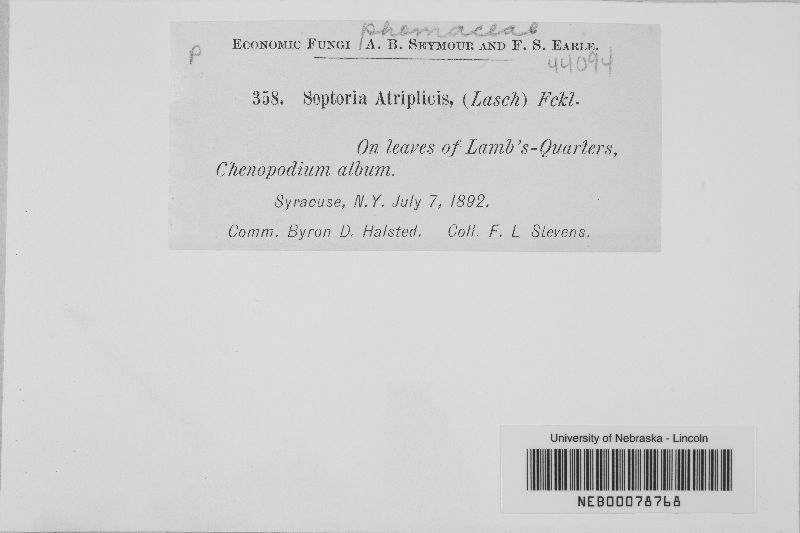 phomaceae
P
ECONOMIC FUNGI A. B. SEYMOUR AND F. S. EARLE.
44094
358. Septoria Atriplicis, (Lasch) Fckl.
On leaves of Lamb's-Quarters,
Chenopodium album.
Syracuse, N.Y. July 7, 1892.
Comm. Byron D. Halsted. Coll. F. L Stevens.
University of Nebraska - Lincoln
NEB00078768